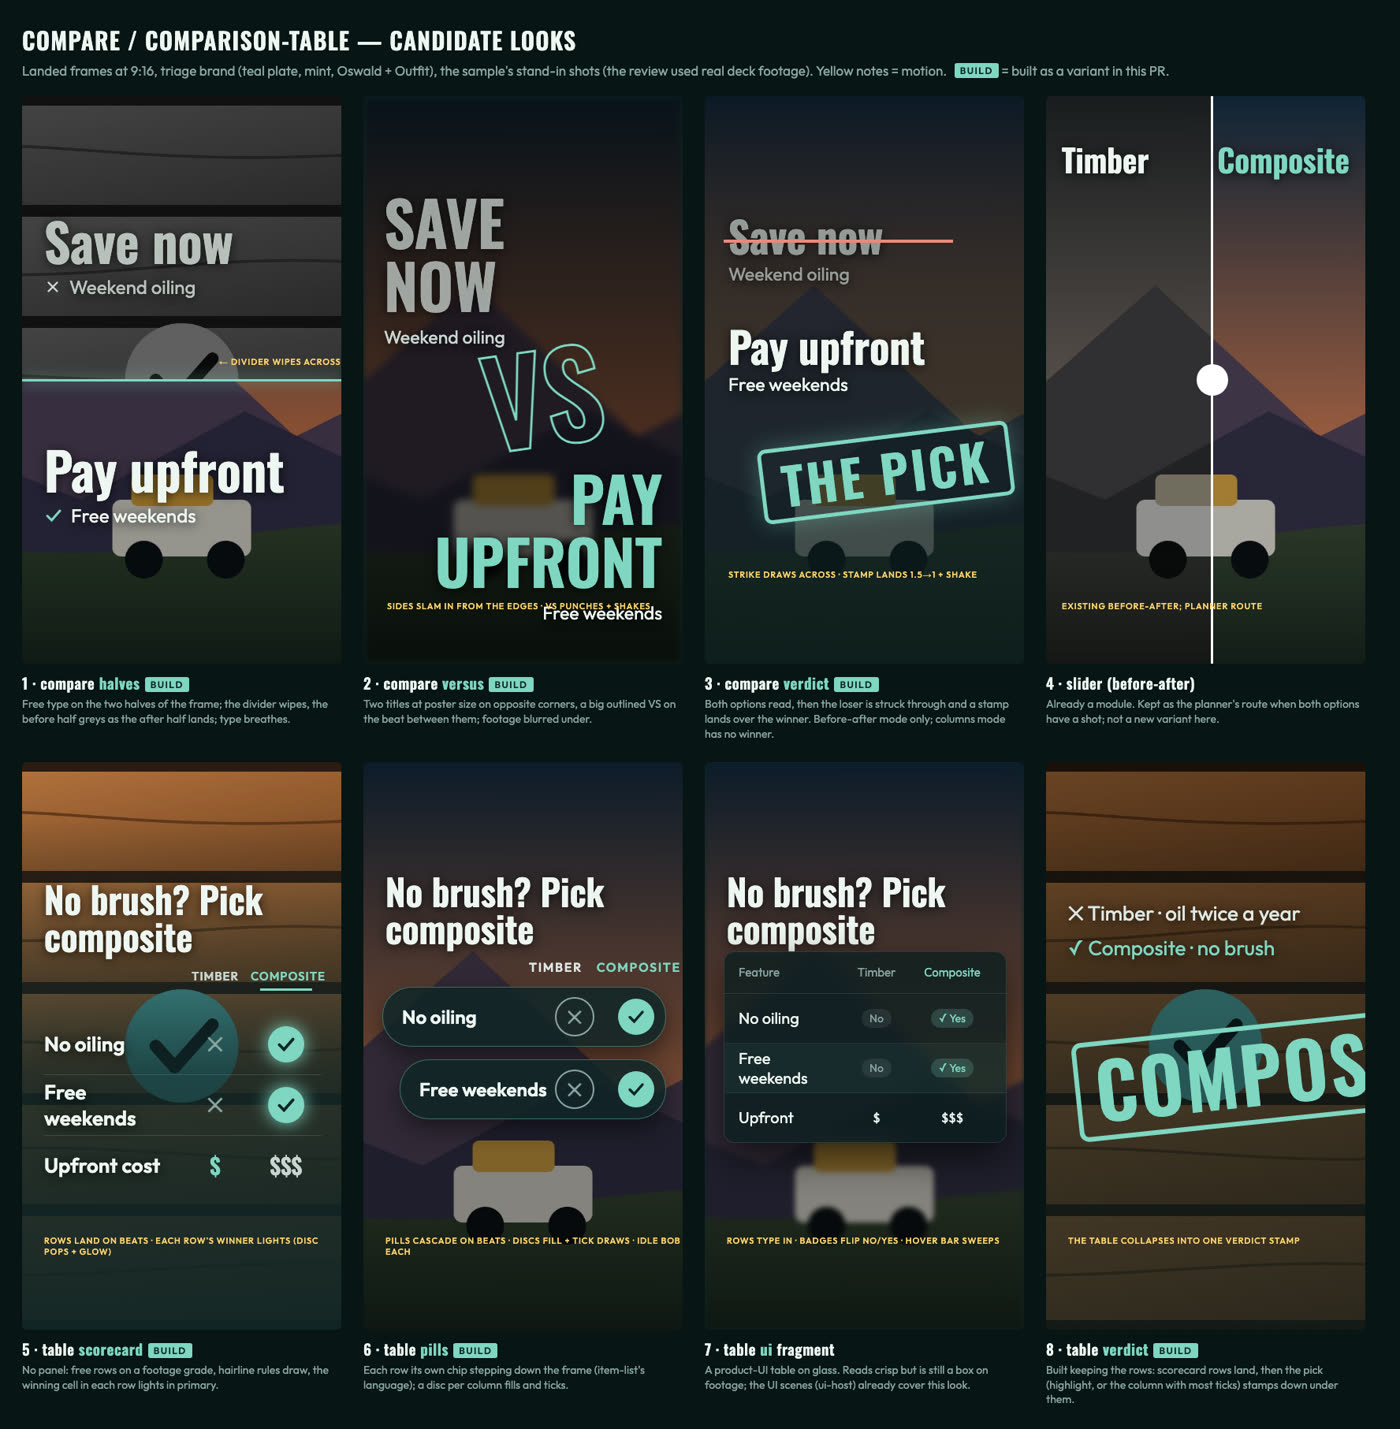 COMPARE / COMPARISON-TABLE — CANDIDATE LOOKS
Landed frames at 9:16, triage brand (teal plate, mint, Oswald + Outfit), the sample's stand-in shots (the review used real deck footage). Yellow notes = motion. BUILD = built as a variant in this PR.
Save now
✕ Weekend oiling
← DIVIDER WIPES ACROSS
Pay upfront
✓ Free weekends
1 · compare halves BUILD
Free type on the two halves of the frame; the divider wipes, the
before half greys as the after half lands; type breathes.
SAVE
NOW
Weekend oiling
VS
PAY
UPFRONT
SIDES SLAM IN FROM THE EDGES · VS PUNCHES + SHAKES
Free weekends
2 · compare versus BUILD
Two titles at poster size on opposite corners, a big outlined VS on
the beat between them; footage blurred under.
Save now
Weekend oiling
Pay upfront
Free weekends
THE PICK
STRIKE DRAWS ACROSS · STAMP LANDS 1.5→1 + SHAKE
3 · compare verdict BUILD
Both options read, then the loser is struck through and a stamp
lands over the winner. Before-after mode only; columns mode
has no winner.
Timber Composite
EXISTING BEFORE-AFTER; PLANNER ROUTE
4 · slider (before-after)
Already a module. Kept as the planner's route when both options
have a shot; not a new variant here.
No brush? Pick
composite
TIMBER COMPOSITE
No oiling ✕ ✓
Free
weekends ✕ ✓
Upfront cost $ $$$
ROWS LAND ON BEATS · EACH ROW'S WINNER LIGHTS (DISC
POPS + GLOW)
5 · table scorecard BUILD
No panel: free rows on a footage grade, hairline rules draw, the
winning cell in each row lights in primary.
No brush? Pick
composite
TIMBER COMPOSITE
No oiling ✕ ✓
Free weekends ✕ ✓
PILLS CASCADE ON BEATS · DISCS FILL + TICK DRAWS · IDLE BOB
EACH
6 · table pills BUILD
Each row its own chip stepping down the frame (item-list's
language); a disc per column fills and ticks.
No brush? Pick
composite
Feature Timber Composite
No oiling No ✓ Yes
Free
weekends No ✓ Yes
Upfront $ $$$
ROWS TYPE IN · BADGES FLIP NO/YES · HOVER BAR SWEEPS
7 · table ui fragment
A product-UI table on glass. Reads crisp but is still a box on
footage; the UI scenes (ui-host) already cover this look.
✕ Timber · oil twice a year
✓ Composite · no brush
COMPOS
THE TABLE COLLAPSES INTO ONE VERDICT STAMP
8 · table verdict BUILD
Built keeping the rows: scorecard rows land, then the pick
(highlight, or the column with most ticks) stamps down under
them.